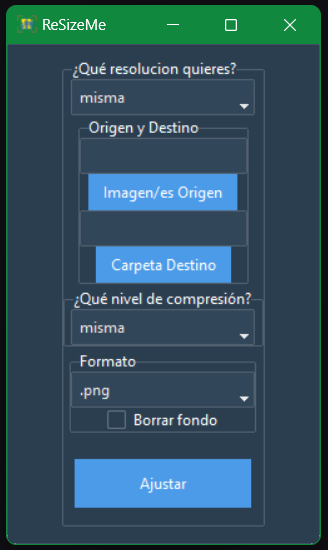 ReSizeMe
¿Qué resolucion quieres?
misma
Origen y Destino
Imagen/es Origen
Carpeta Destino
¿Qué nivel de compresión?
misma
Formato
.png
Borrar fondo
Ajustar